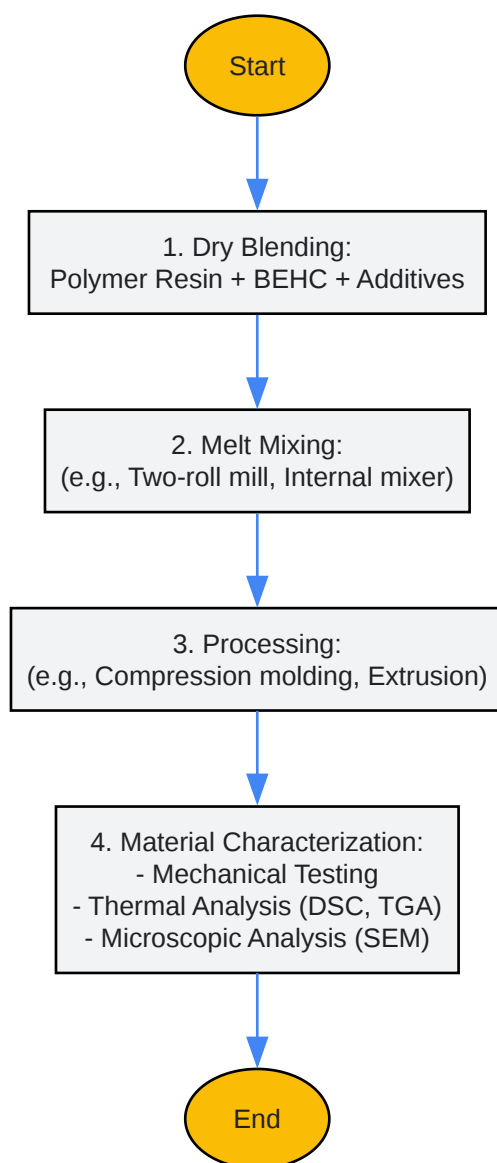 Start
1. Dry Blending:
Polymer Resin + BEHC + Additives
2. Melt Mixing:
(e.g., Two-roll mill, Internal mixer)
3. Processing:
(e.g., Compression molding, Extrusion)
4. Material Characterization:
- Mechanical Testing
- Thermal Analysis (DSC, TGA)
- Microscopic Analysis (SEM)
End